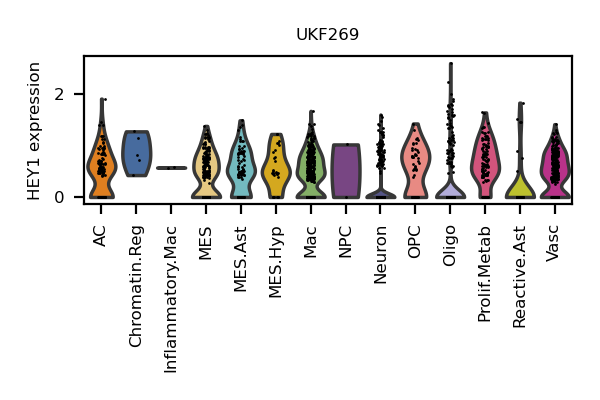 UKF269
HEY1 expression
2
0
AC
Chromatin.Reg
Inflammatory.Mac
MES
MES.Ast
MES.Hyp
Mac
NPC
Neuron
OPC
Oligo
Prolif.Metab
Reactive.Ast
Vasc